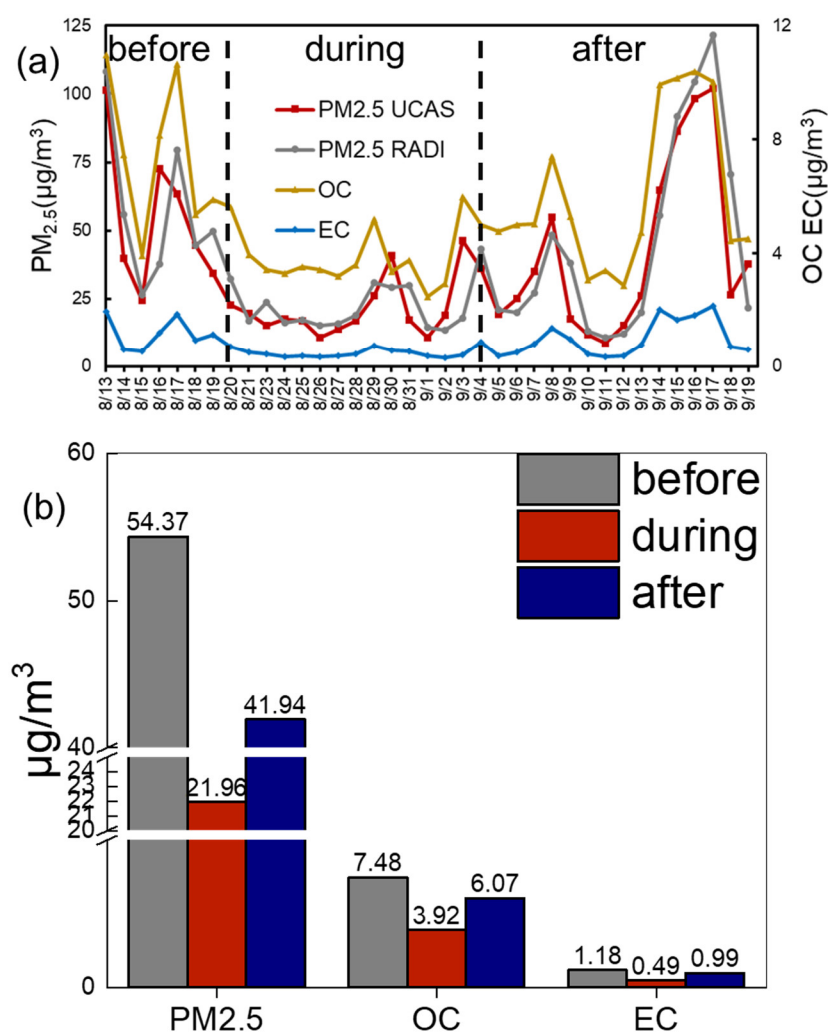 (a)
before during after
PM2.5(μg/m³)
125
100
75
50
25
0
PM2.5 UCAS
PM2.5 RADI
OC
EC
OC EC(μg/m³)
12
8
4
0
8/13 8/14 8/15 8/16 8/17 8/18 8/19 8/20 8/21 8/23 8/24 8/25 8/26 8/27 8/28 8/29 8/30 8/31 9/1 9/2 9/3 9/4 9/5 9/6 9/7 9/8 9/9 9/10 9/11 9/12 9/13 9/14 9/15 9/16 9/17 9/18 9/19
(b)
μg/m³
60
50
40
24
23
22
21
20
0
before
during
after
54.37
21.96
41.94
7.48
3.92
6.07
1.18
0.49
0.99
PM2.5 OC EC